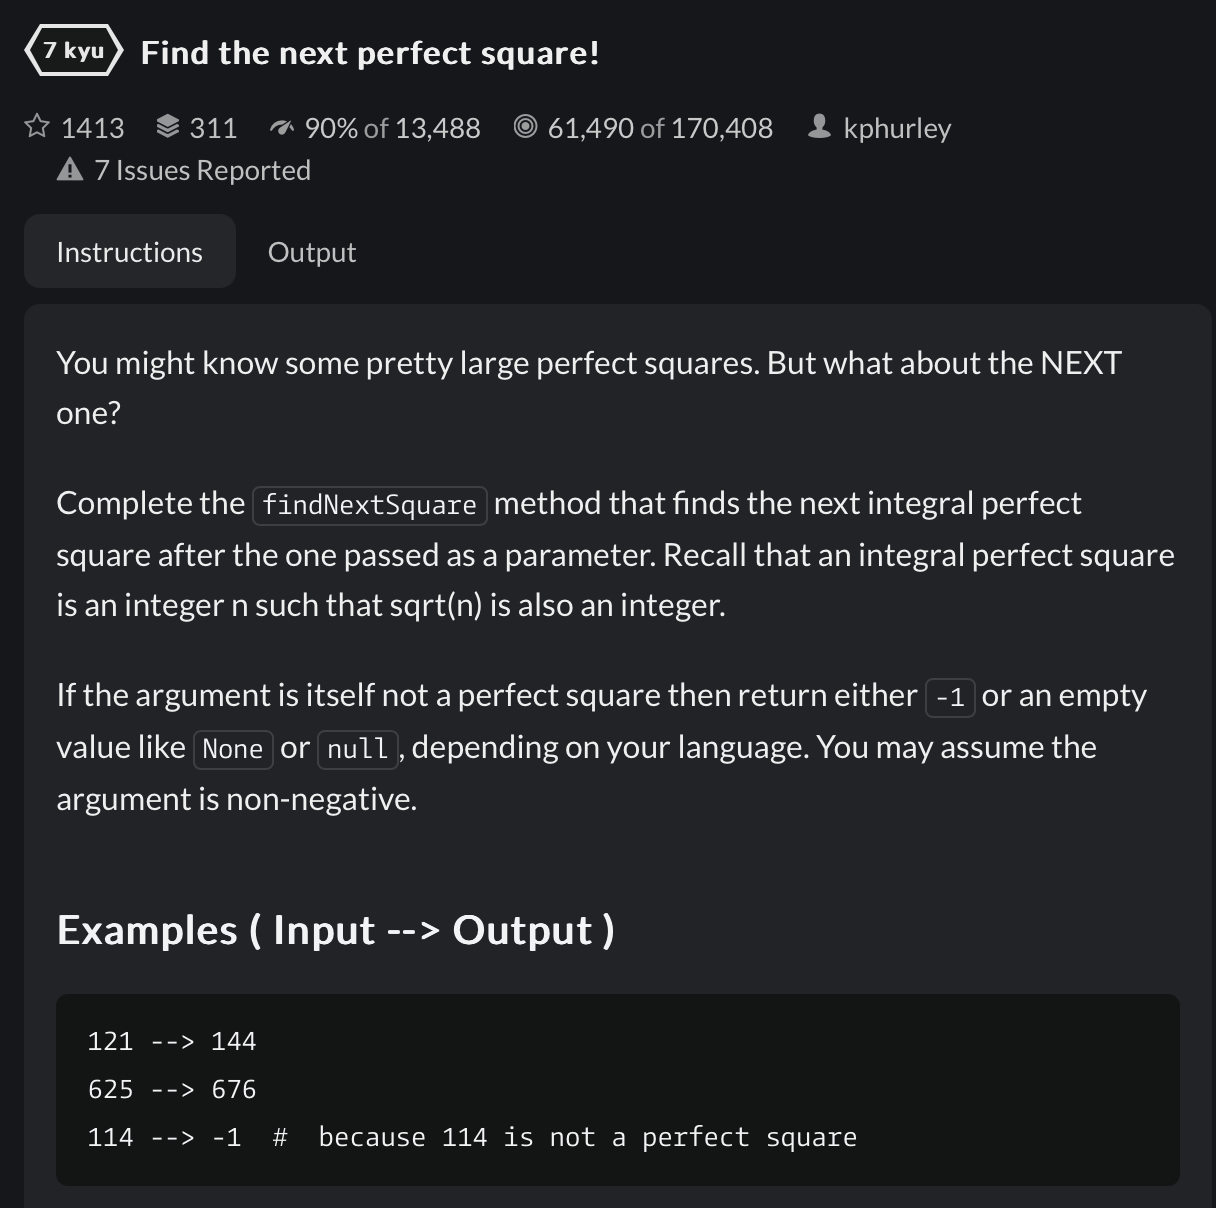 7 kyu Find the next perfect square!
1413 311 90% of 13,488 61,490 of 170,408 kphurley
7 Issues Reported
Instructions Output
You might know some pretty large perfect squares. But what about the NEXT
one?
Complete the findNextSquare method that finds the next integral perfect
square after the one passed as a parameter. Recall that an integral perfect square
is an integer n such that sqrt(n) is also an integer.
If the argument is itself not a perfect square then return either -1 or an empty
value like None or null, depending on your language. You may assume the
argument is non-negative.
Examples ( Input --> Output )
121 --> 144
625 --> 676
114 --> -1 # because 114 is not a perfect square